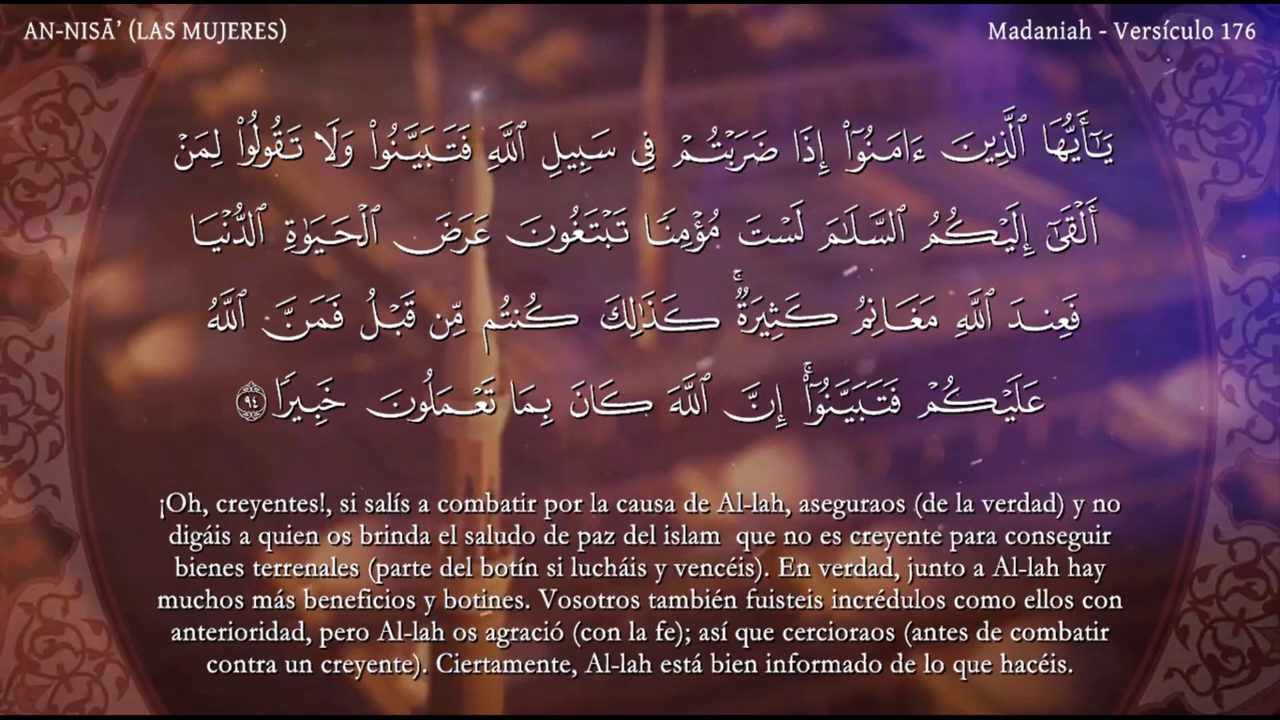 AN-NISĀ’ (LAS MUJERES)
Madaniah - Versículo 176
يَـٰٓأَيُّهَا ٱلَّذِينَ ءَامَنُوٓا۟ إِذَا ضَرَبْتُمْ فِى سَبِيلِ ٱللَّهِ فَتَبَيَّنُوا۟ وَلَا تَقُولُوا۟ لِمَنْ
أَلْقَىٰٓ إِلَيْكُمُ ٱلسَّلَـٰمَ لَسْتَ مُؤْمِنًا تَبْتَغُونَ عَرَضَ ٱلْحَيَوٰةِ ٱلدُّنْيَا
فَعِندَ ٱللَّهِ مَغَانِمُ كَثِيرَةٌ ۚ كَذَٰلِكَ كُنتُم مِّن قَبْلُ فَمَنَّ ٱللَّهُ
عَلَيْكُمْ فَتَبَيَّنُوٓا۟ ۚ إِنَّ ٱللَّهَ كَانَ بِمَا تَعْمَلُونَ خَبِيرًا ٩٤
¡Oh, creyentes!, si salís a combatir por la causa de Al-lah, aseguraos (de la verdad) y no
digáis a quien os brinda el saludo de paz del islam que no es creyente para conseguir
bienes terrenales (parte del botín si lucháis y vencéis). En verdad, junto a Al-lah hay
muchos más beneficios y botines. Vosotros también fuisteis incrédulos como ellos con
anterioridad, pero Al-lah os agració (con la fe); así que cercioraos (antes de combatir
contra un creyente). Ciertamente, Al-lah está bien informado de lo que hacéis.